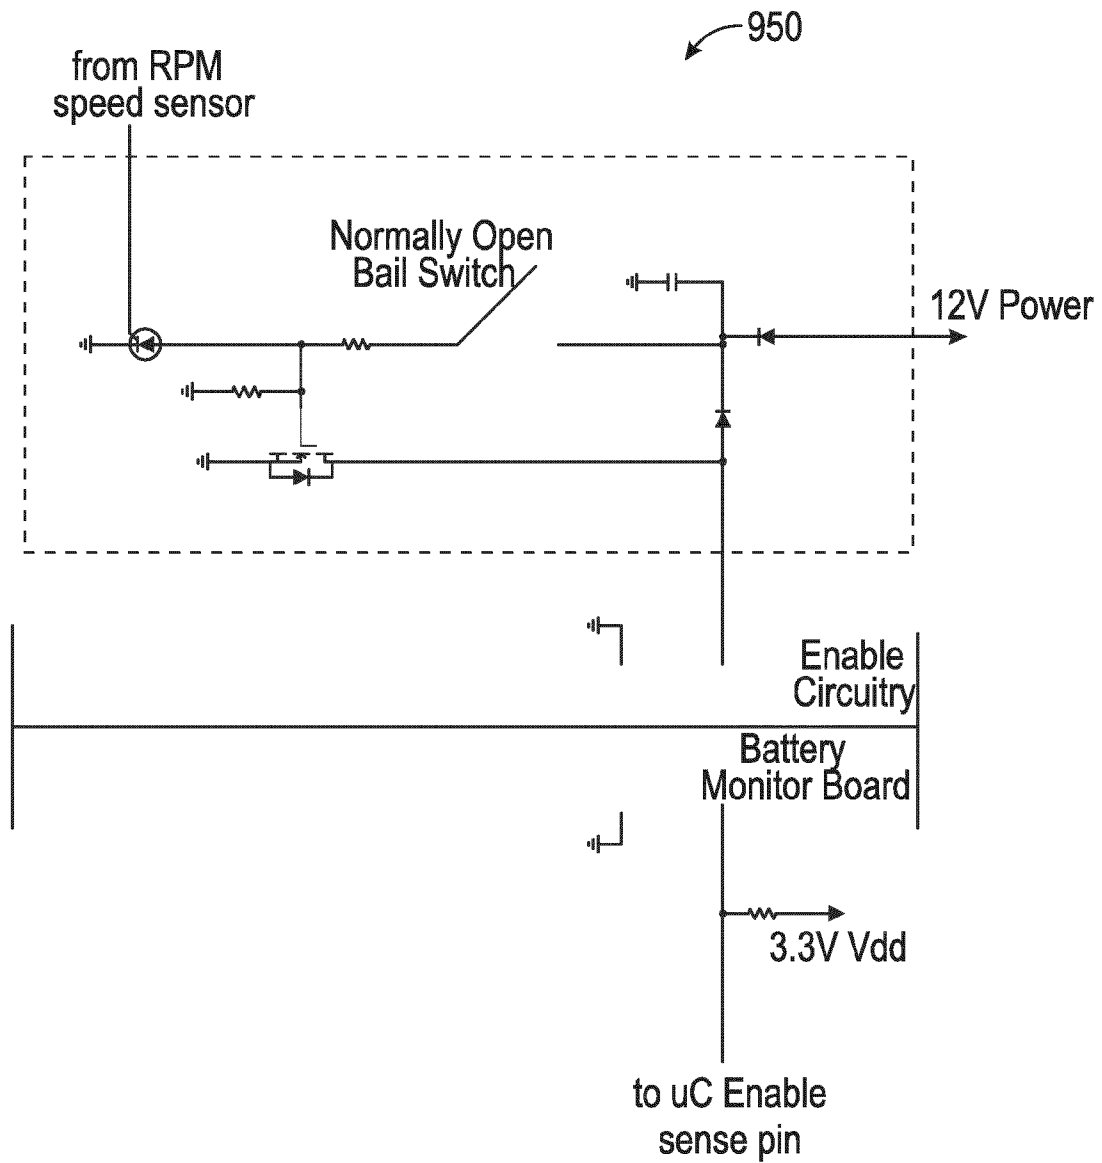 950
from RPM
speed sensor
Normally Open
Bail Switch
12V Power
Enable
Circuitry
Battery
Monitor Board
3.3V Vdd
to uC Enable
sense pin